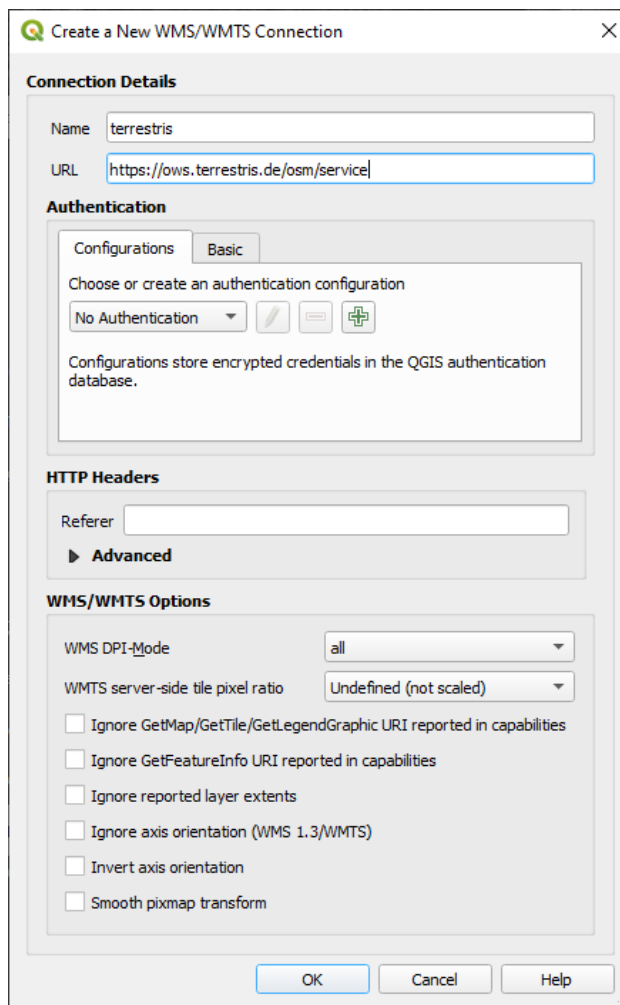 Create a New WMS/WMTS Connection
Connection Details
Name terrestris
URL https://ows.terrestris.de/osm/service
Authentication
Configurations Basic
Choose or create an authentication configuration
No Authentication
Configurations store encrypted credentials in the QGIS authentication
database.
HTTP Headers
Referer
Advanced
WMS/WMTS Options
WMS DPI-Mode all
WMTS server-side tile pixel ratio Undefined (not scaled)
Ignore GetMap/GetTile/GetLegendGraphic URI reported in capabilities
Ignore GetFeatureInfo URI reported in capabilities
Ignore reported layer extents
Ignore axis orientation (WMS 1.3/WMTS)
Invert axis orientation
Smooth pixmap transform
OK Cancel Help